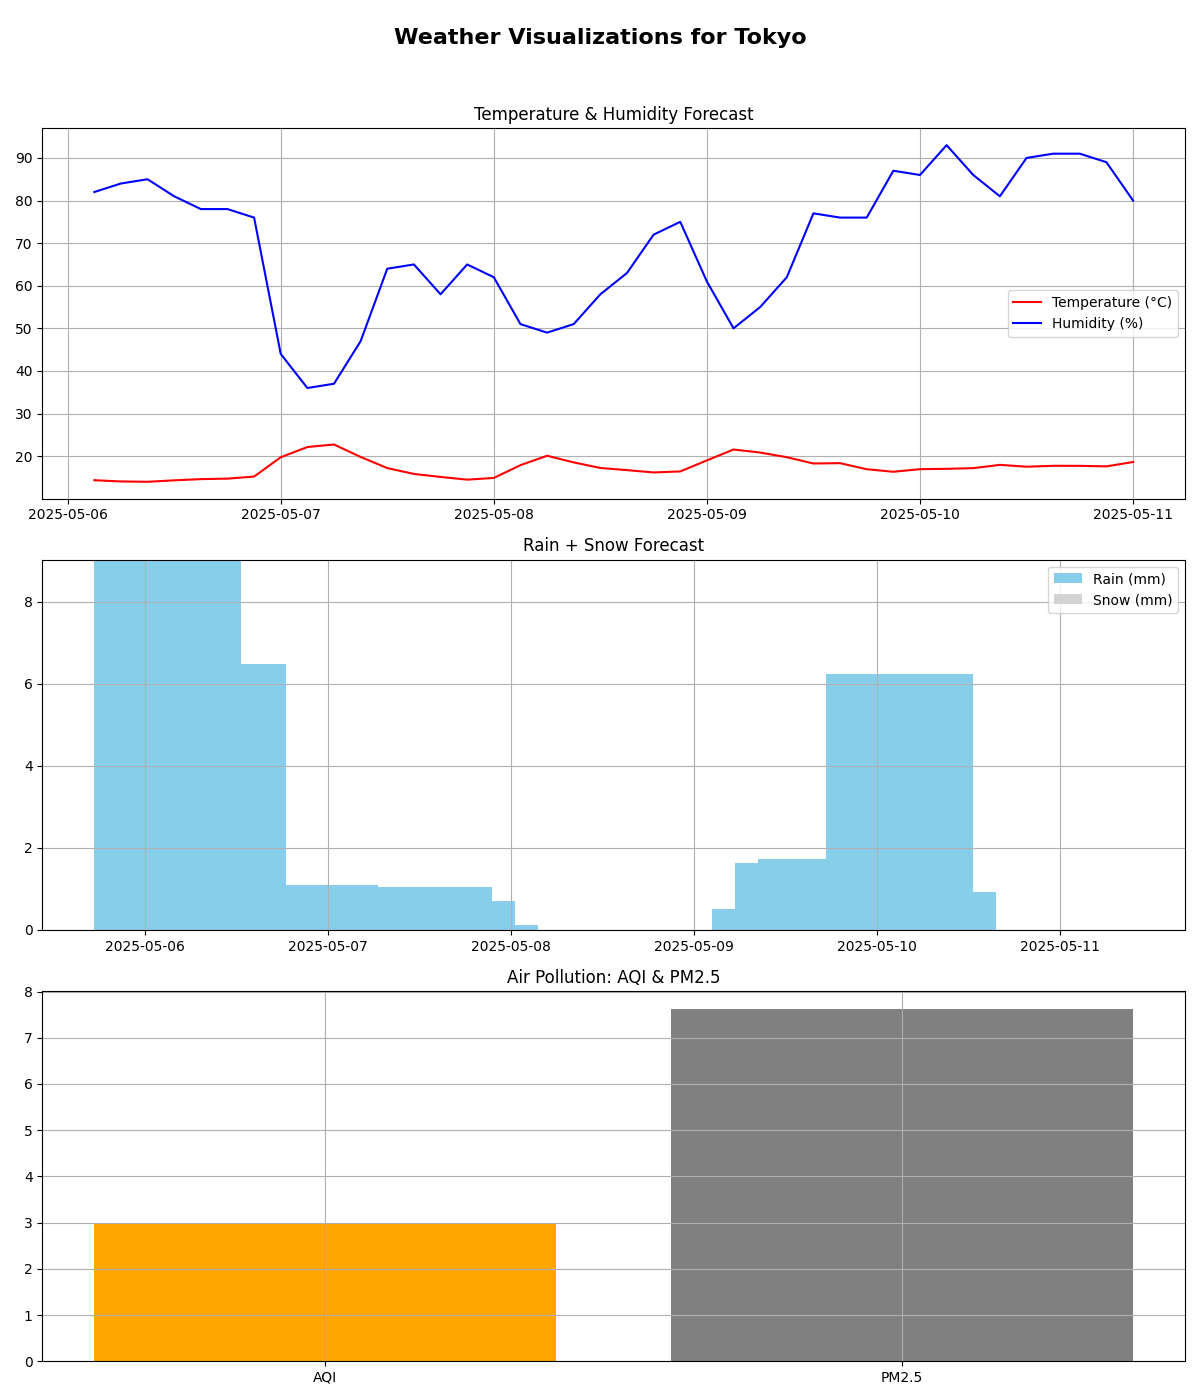 Weather Visualizations for Tokyo
Temperature & Humidity Forecast
90
80
70
60
50
40
30
20
Temperature (°C)
Humidity (%)
2025-05-06 2025-05-07 2025-05-08 2025-05-09 2025-05-10 2025-05-11
Rain + Snow Forecast
8
6
4
2
0
Rain (mm)
Snow (mm)
2025-05-06 2025-05-07 2025-05-08 2025-05-09 2025-05-10 2025-05-11
Air Pollution: AQI & PM2.5
8
7
6
5
4
3
2
1
0
AQI PM2.5